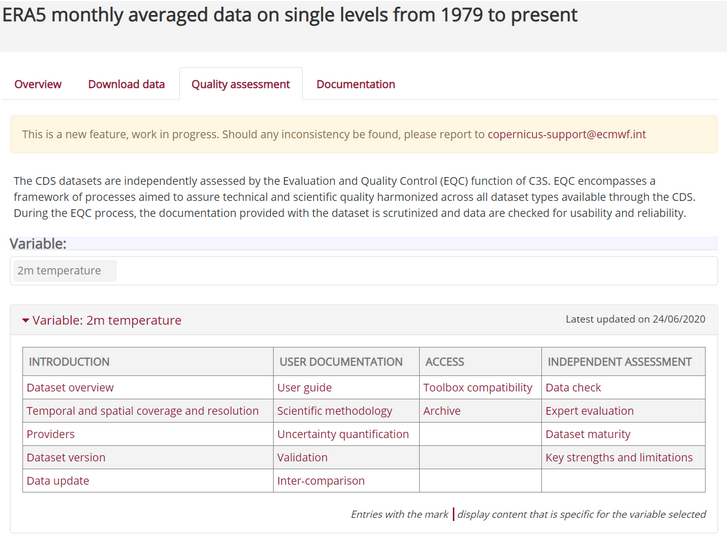 ERA5 monthly averaged data on single levels from 1979 to present
Overview Download data Quality assessment Documentation
This is a new feature, work in progress. Should any inconsistency be found, please report to copernicus-support@ecmwf.int
The CDS datasets are independently assessed by the Evaluation and Quality Control (EQC) function of C3S. EQC encompasses a
framework of processes aimed to assure technical and scientific quality harmonized across all dataset types available through the CDS.
During the EQC process, the documentation provided with the dataset is scrutinized and data are checked for usability and reliability.
Variable:
2m temperature
Variable: 2m temperature Latest updated on 24/06/2020
INTRODUCTION USER DOCUMENTATION ACCESS INDEPENDENT ASSESSMENT
Dataset overview User guide Toolbox compatibility Data check
Temporal and spatial coverage and resolution Scientific methodology Archive Expert evaluation
Providers Uncertainty quantification Dataset maturity
Dataset version Validation Key strengths and limitations
Data update Inter-comparison
Entries with the mark | display content that is specific for the variable selected